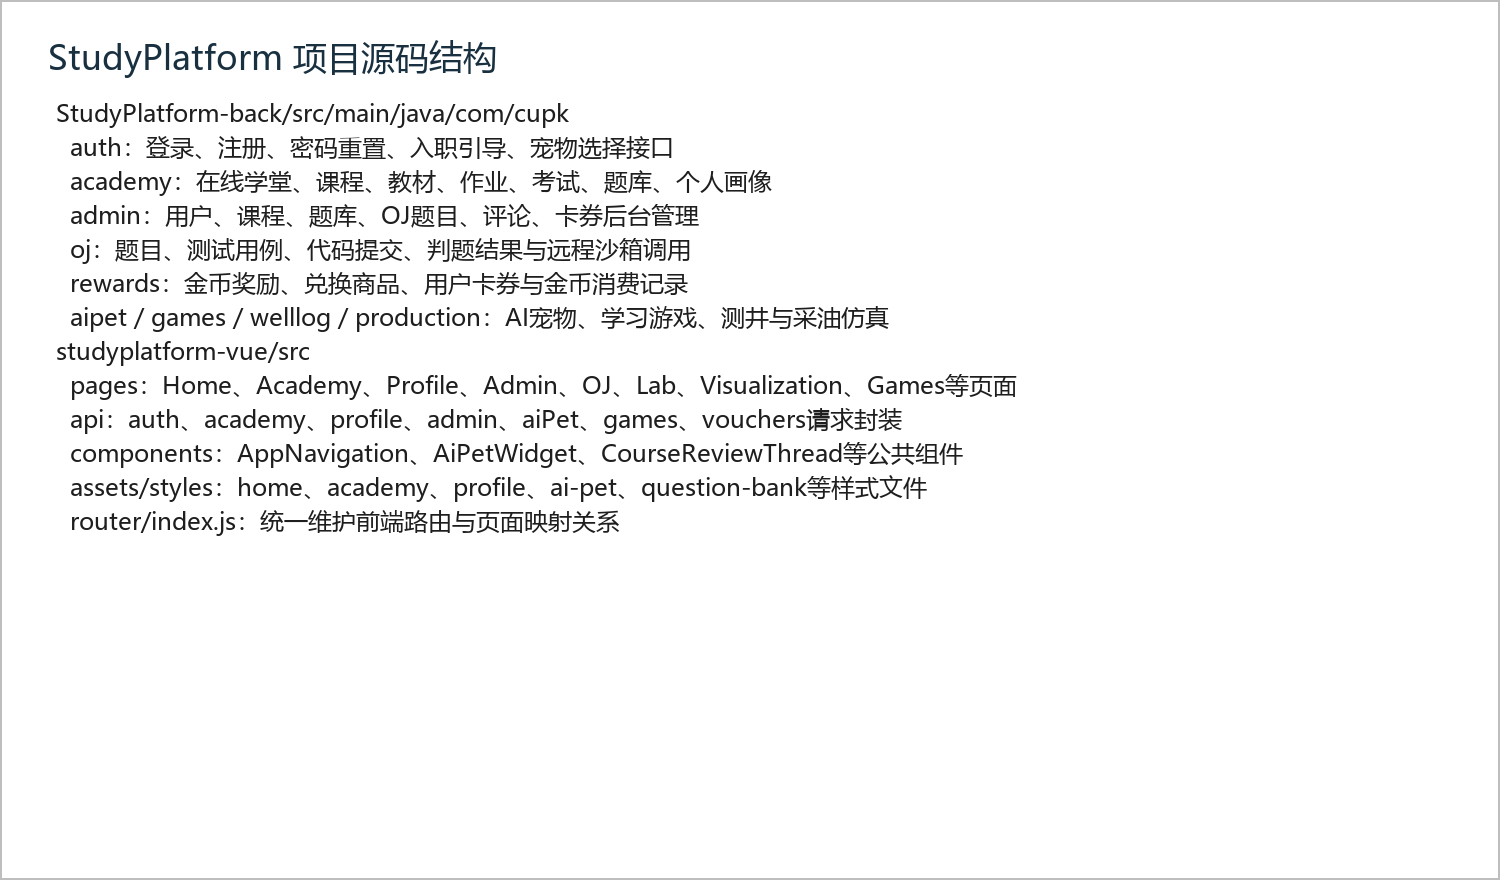 StudyPlatform 项目源码结构
StudyPlatform-back/src/main/java/com/cupk
auth：登录、注册、密码重置、入职引导、宠物选择接口
academy：在线学堂、课程、教材、作业、考试、题库、个人画像
admin：用户、课程、题库、OJ题目、评论、卡券后台管理
oj：题目、测试用例、代码提交、判题结果与远程沙箱调用
rewards：金币奖励、兑换商品、用户卡券与金币消费记录
aipet / games / welllog / production：AI宠物、学习游戏、测井与采油仿真
studyplatform-vue/src
pages：Home、Academy、Profile、Admin、OJ、Lab、Visualization、Games等页面
api：auth、academy、profile、admin、aiPet、games、vouchers请求封装
components：AppNavigation、AiPetWidget、CourseReviewThread等公共组件
assets/styles：home、academy、profile、ai-pet、question-bank等样式文件
router/index.js：统一维护前端路由与页面映射关系